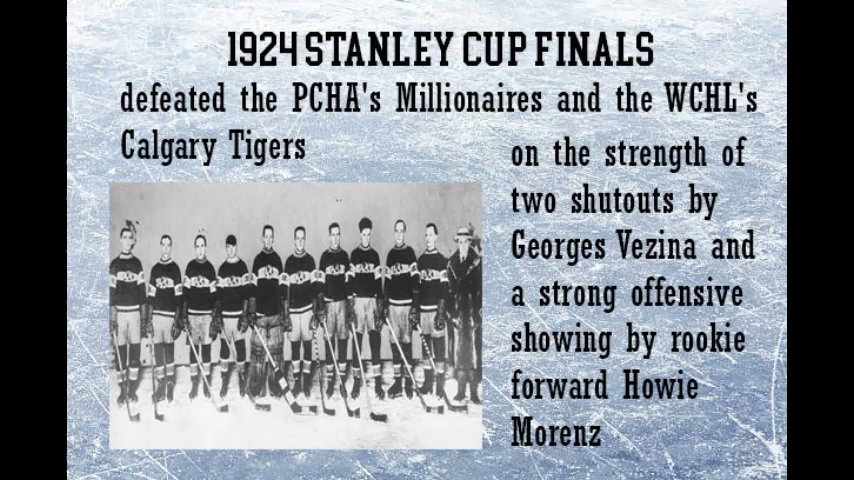 1924 STANLEY CUP FINALS
defeated the PCHA's Millionaires and the WCHL's
Calgary Tigers
on the strength of
two shutouts by
Georges Vezina and
a strong offensive
showing by rookie
forward Howie
Morenz